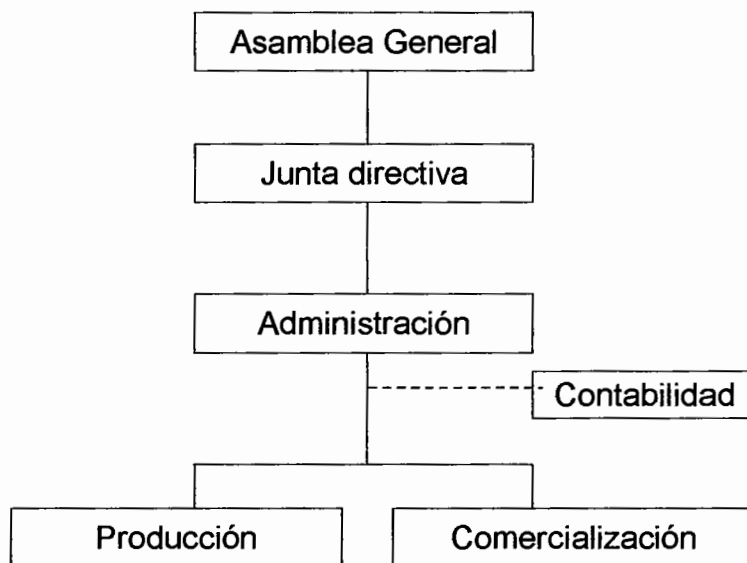 Asamblea General
Junta directiva
Administración
Contabilidad
Producción
Comercialización